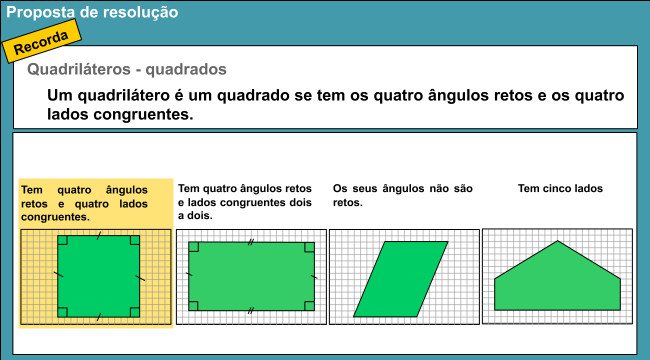 Proposta de resolução
Recorda
Quadriláteros - quadrados
Um quadrilátero é um quadrado se tem os quatro ângulos retos e os quatro
lados congruentes.
Tem quatro ângulos
retos e quatro lados
congruentes.
Tem quatro ângulos retos
e lados congruentes dois
a dois.
Os seus ângulos não são
retos.
Tem cinco lados